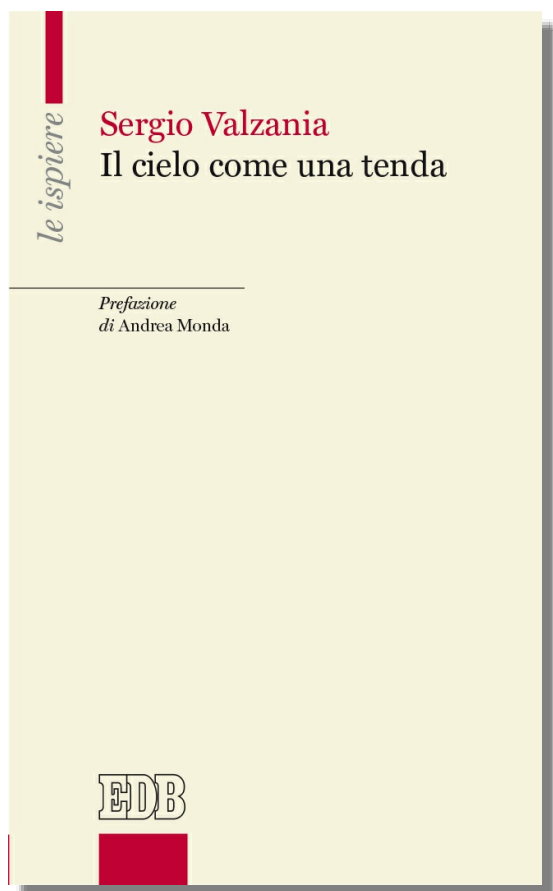 le ispiere
Sergio Valzania
Il cielo come una tenda
Prefazione
di Andrea Monda
EDB